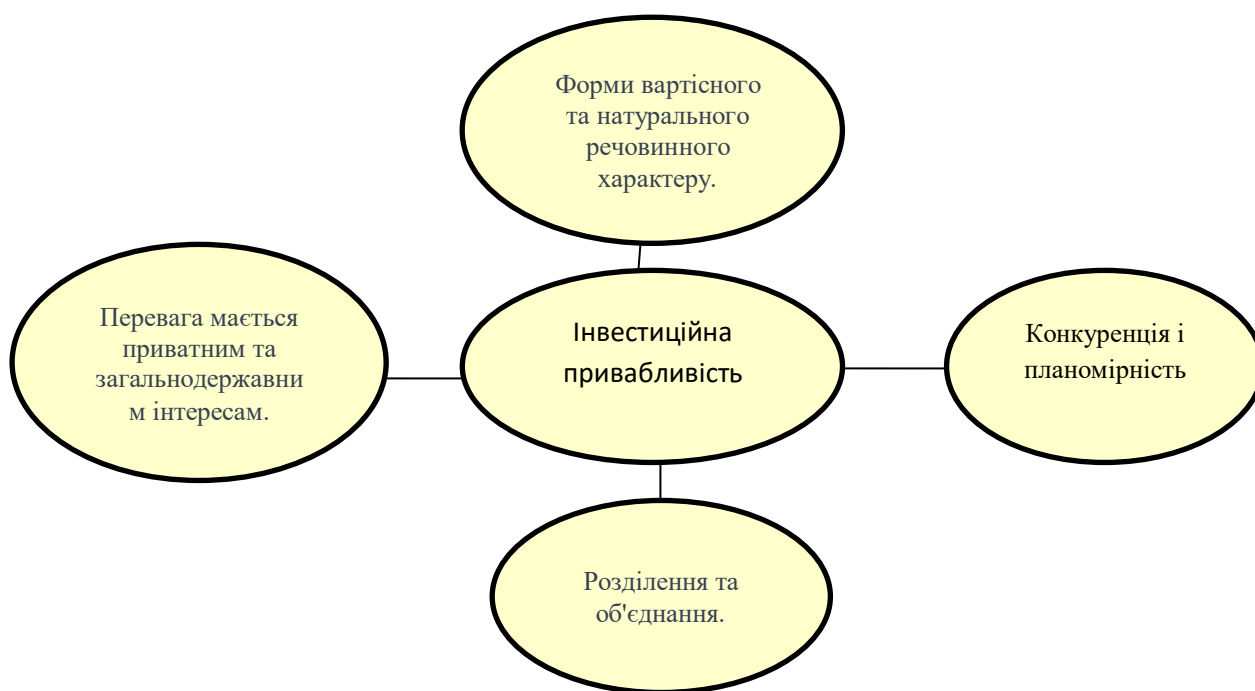 Форми вартісного
та натурального
речовинного
характеру.
Перевага мається
приватним та
загальнодержавни
м інтересам.
Інвестиційна
привабливість
Конкуренція і
планомірність
Розділення та
об'єднання.